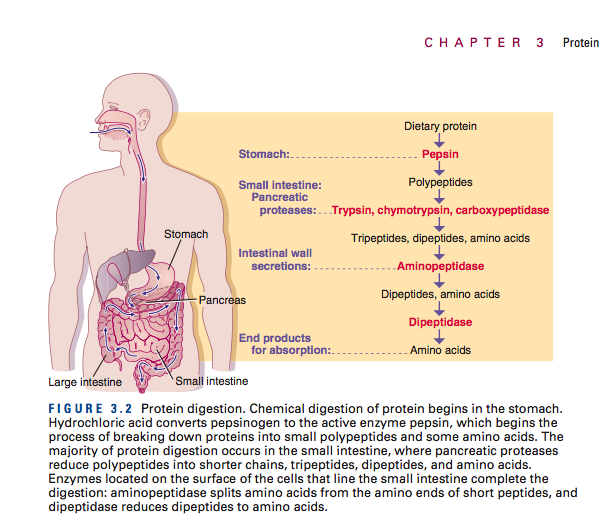 CHAPTER 3 Protein
Dietary protein
Stomach: Pepsin
Polypeptides
Small intestine:
Pancreatic
proteases: Trypsin, chymotrypsin, carboxypeptidase
Tripeptides, dipeptides, amino acids
Intestinal wall
secretions: Aminopeptidase
Dipeptides, amino acids
Dipeptidase
End products
for absorption: Amino acids
Stomach
Pancreas
Large intestine
Small intestine
FIGURE 3.2 Protein digestion. Chemical digestion of protein begins in the stomach.
Hydrochloric acid converts pepsinogen to the active enzyme pepsin, which begins the
process of breaking down proteins into small polypeptides and some amino acids. The
majority of protein digestion occurs in the small intestine, where pancreatic proteases
reduce polypeptides into shorter chains, tripeptides, dipeptides, and amino acids.
Enzymes located on the surface of the cells that line the small intestine complete the
digestion: aminopeptidase splits amino acids from the amino ends of short peptides, and
dipeptidase reduces dipeptides to amino acids.